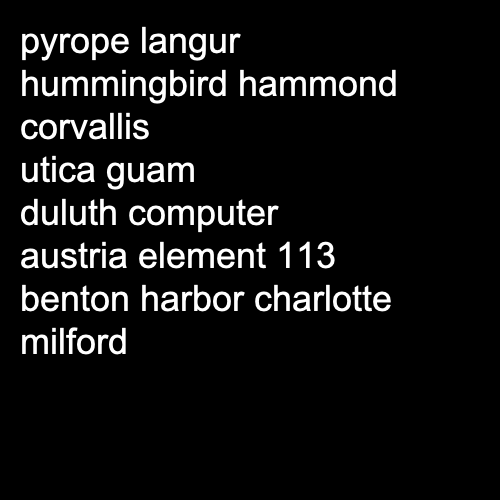 pyrope langur
hummingbird hammond
corvallis
utica guam
duluth computer
austria element 113
benton harbor charlotte
milford